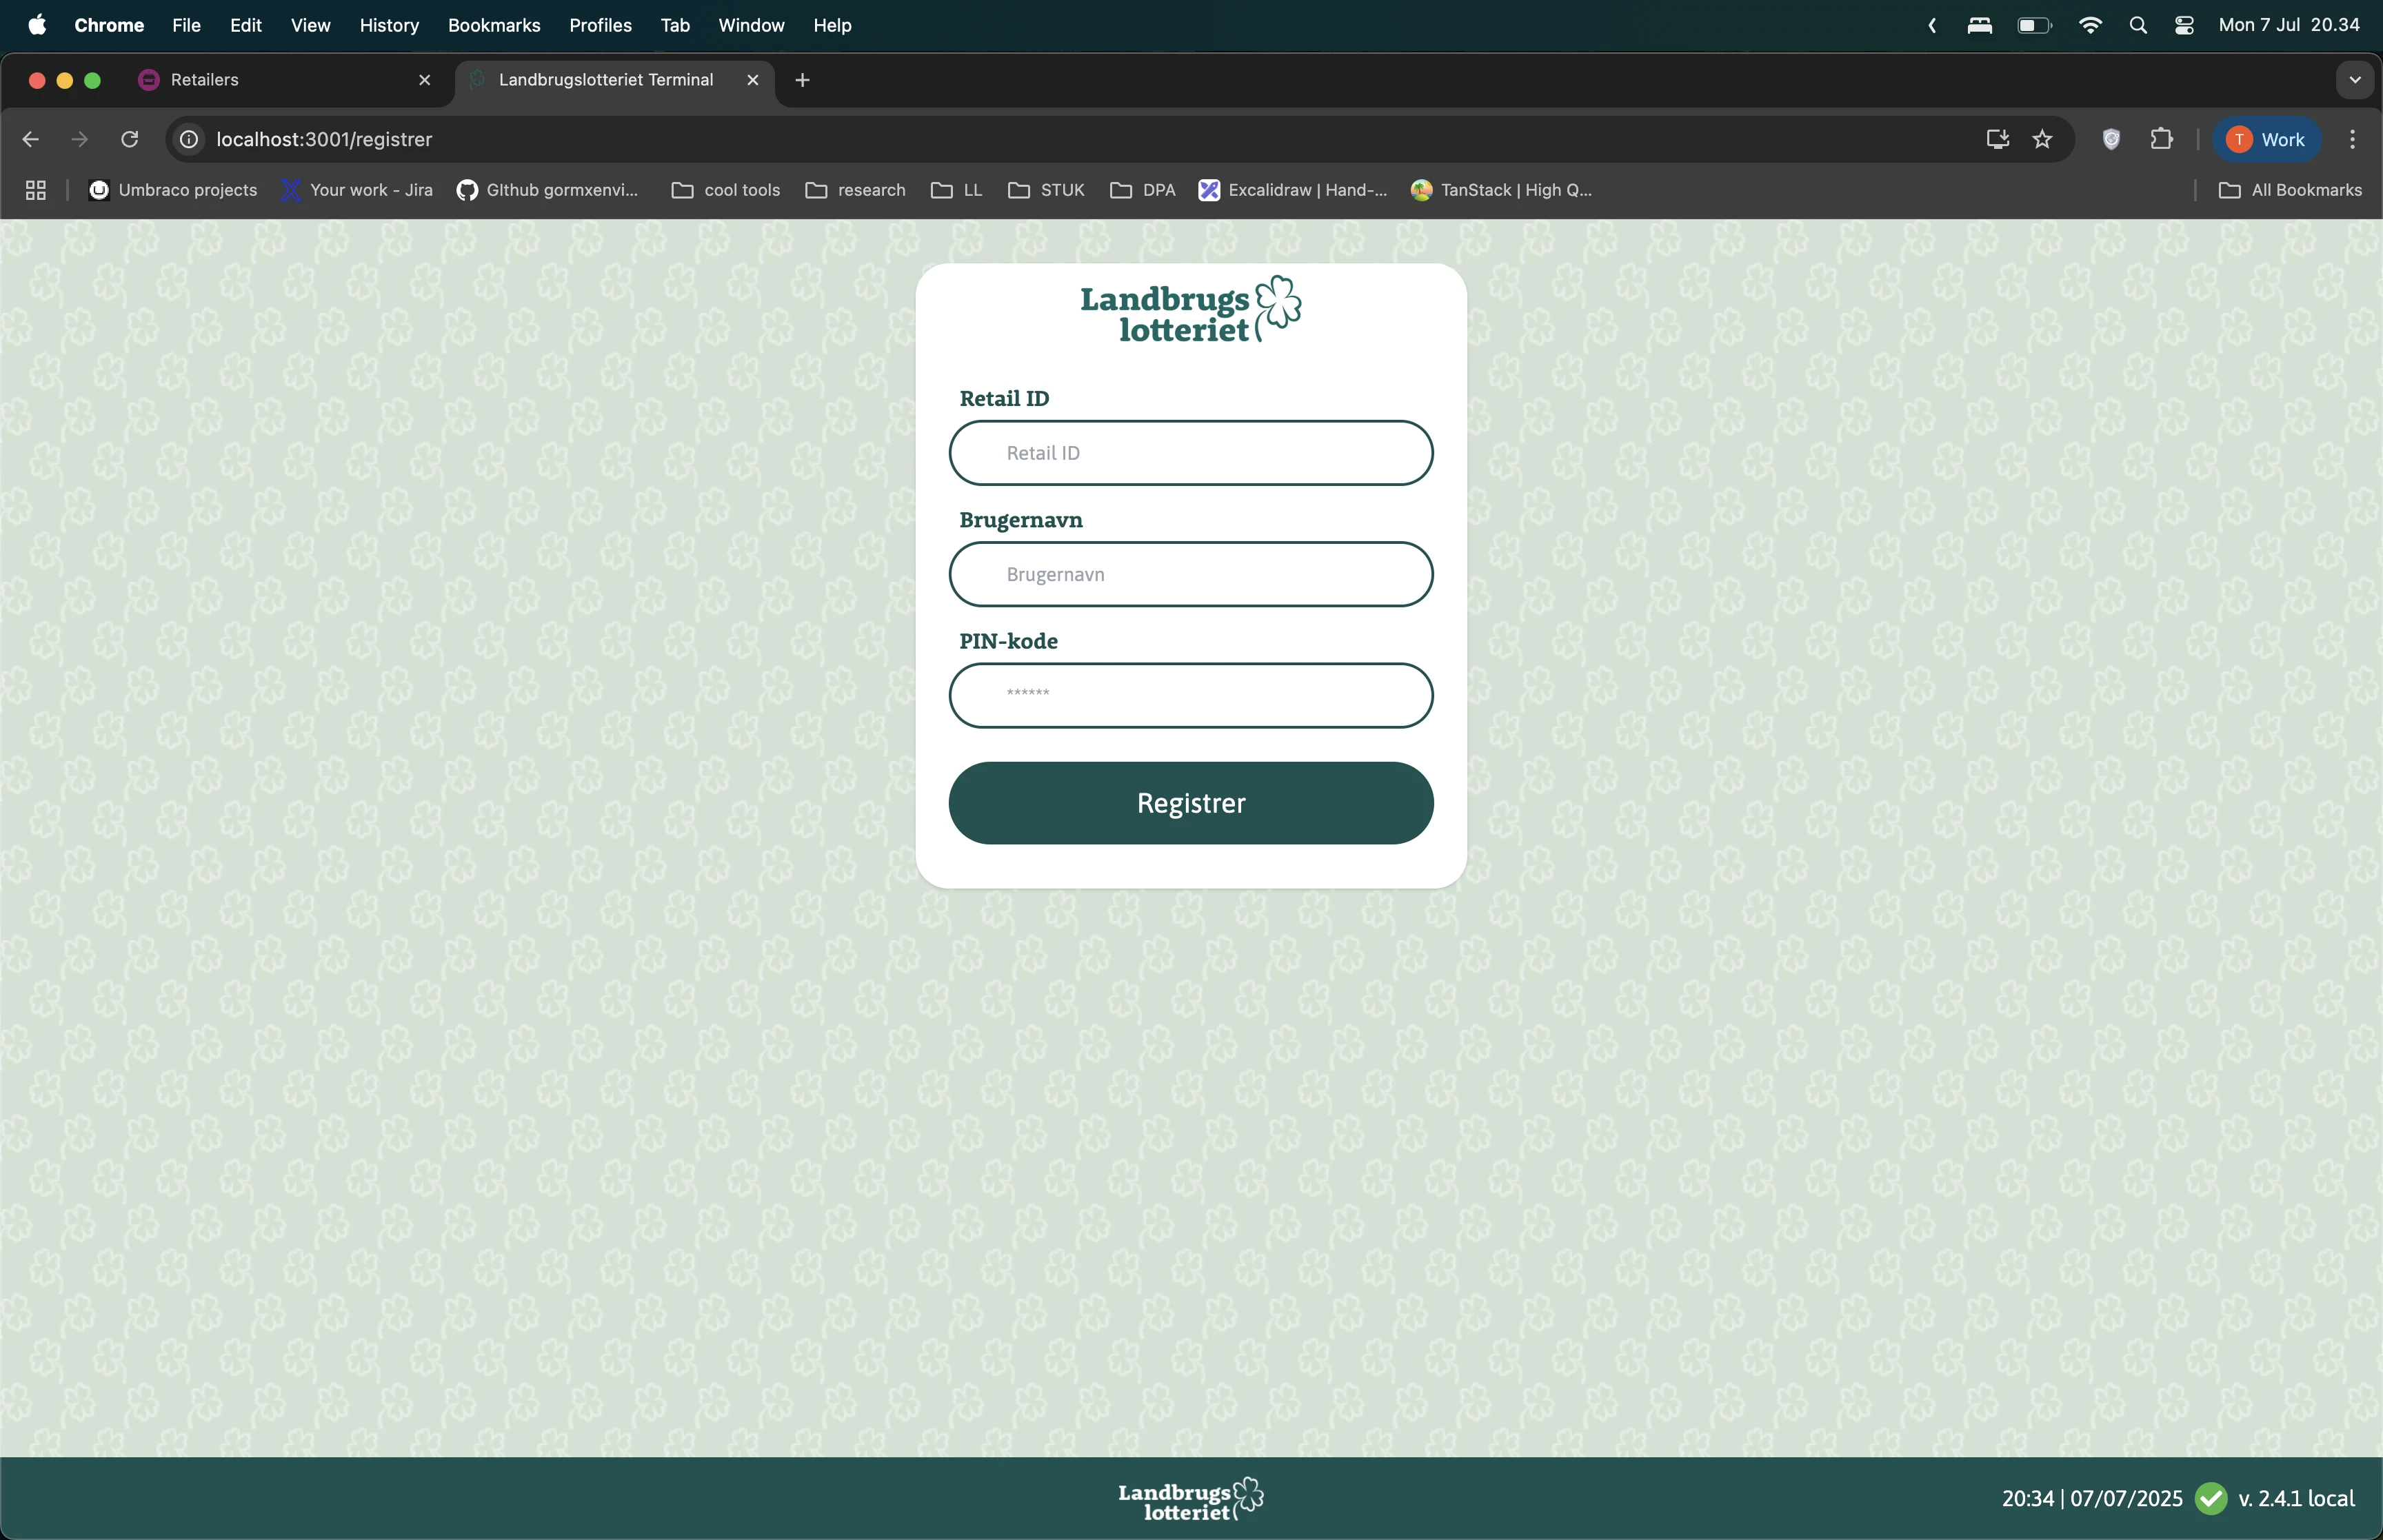 Chrome File Edit View History Bookmarks Profiles Tab Window Help Mon 7 Jul 20.34
Retailers Landbrugslotteriet Terminal
localhost:3001/registrer T Work
Umbraco projects Your work - Jira GIthub gormxenvi... cool tools research LL STUK DPA Excalidraw | Hand-... TanStack | High Q... All Bookmarks
Landbrugs
lotteriet
Retail ID
Retail ID
Brugernavn
Brugernavn
PIN-kode
******
Registrer
Landbrugs
lotteriet
20:34 | 07/07/2025 v. 2.4.1 local